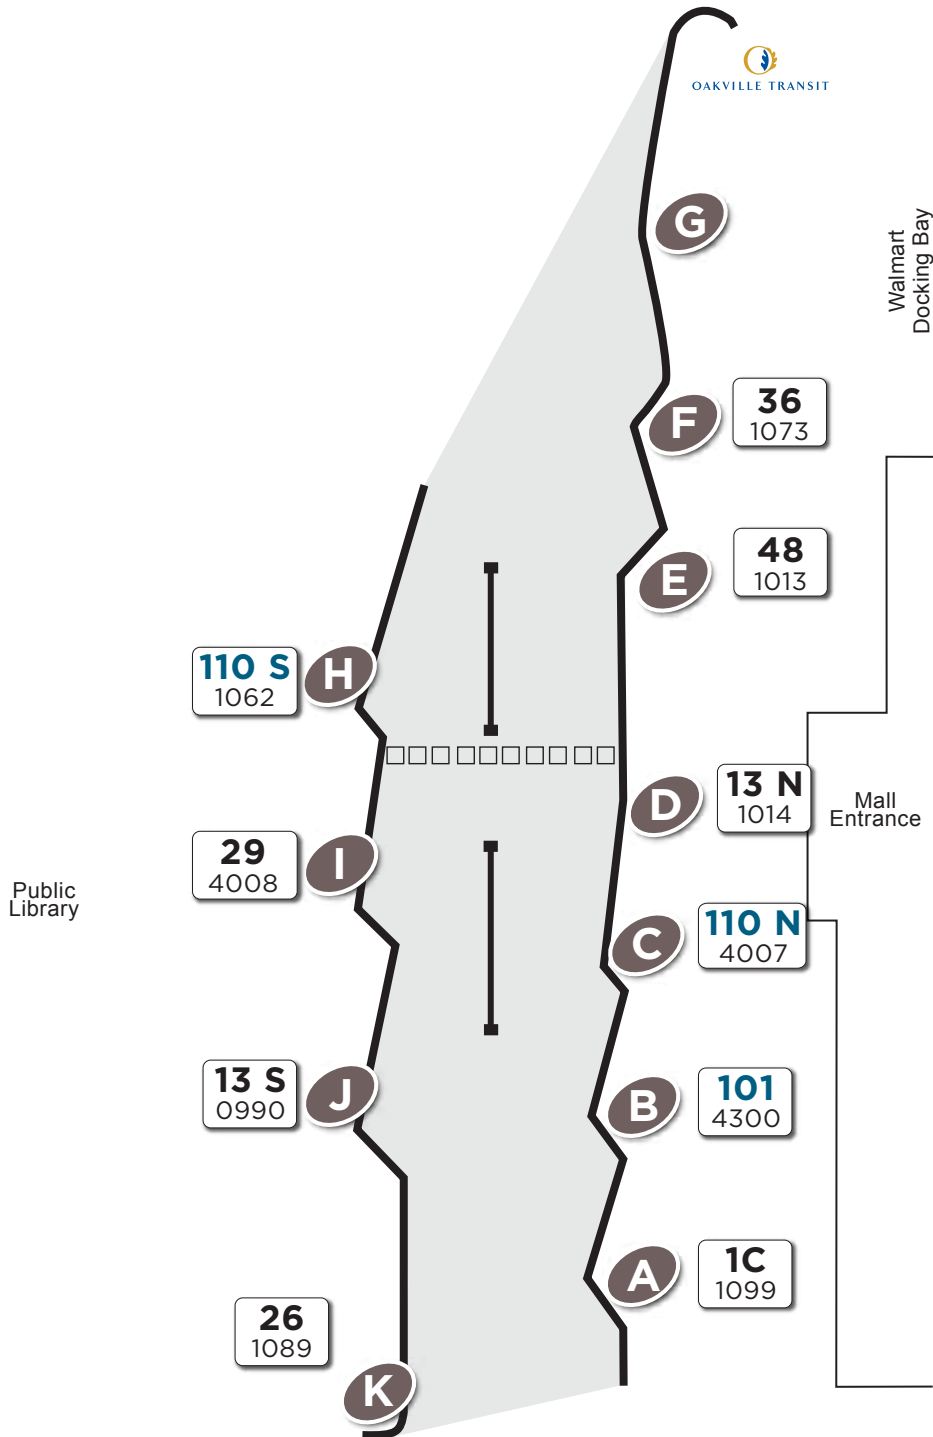 OAKVILLE TRANSIT
G
Walmart
Docking Bay
F
36
1073
E
48
1013
110 S
1062
H
D
13 N
1014
Mall
Entrance
29
4008
I
Public
Library
C
110 N
4007
13 S
0990
J
B
101
4300
A
1C
1099
26
1089
K